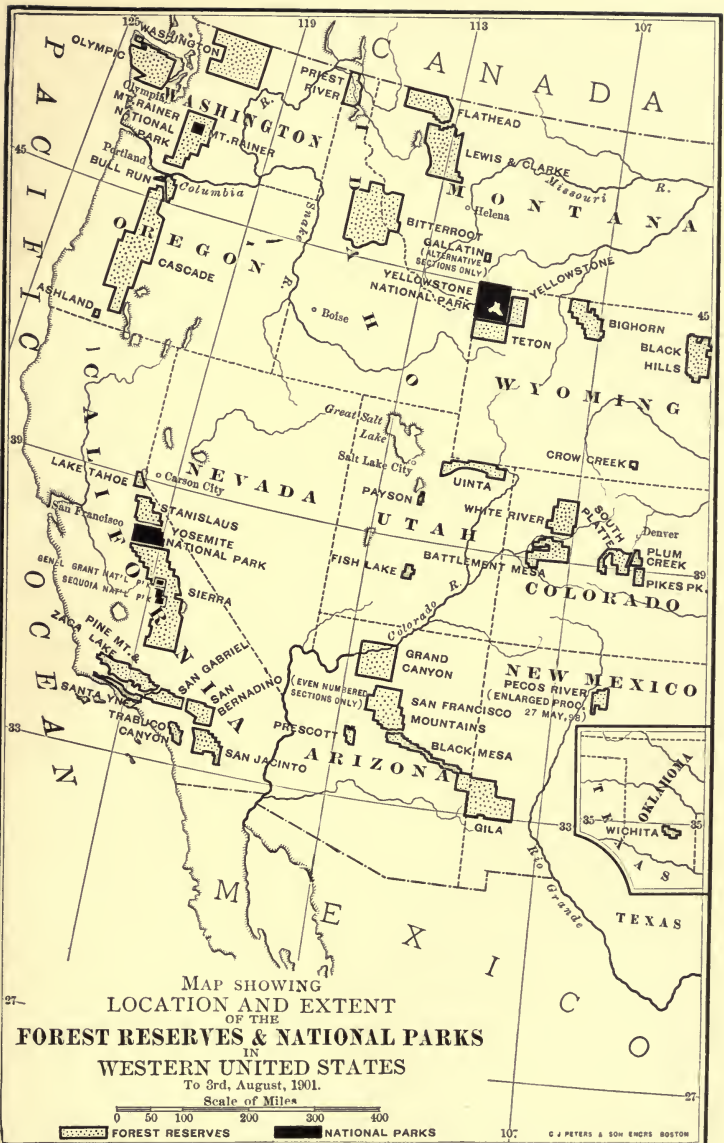 125
119
113
107
CANADA
WASHINGTON
OLYMPIC
Olympia
MT. RAINER
NATIONAL
PARK
WASHINGTON
R.
MT. RAINER
PRIEST
RIVER
FLATHEAD
LEWIS & CLARKE
Missouri
R.
MONTANA
Helena
45
Portland
BULL RUN
Columbia
Snake
R.
IDAHO
BITTERROOT
GALLATIN
(ALTERNATIVE
SECTIONS ONLY)
YELLOWSTONE
NATIONAL PARK
YELLOWSTONE
45
OREGON
CASCADE
ASHLAND
Boise
TETON
BIGHORN
BLACK
HILLS
WYOMING
PACIFIC
OCEAN
CALIFORNIA
39
LAKE TAHOE
Carson City
NEVADA
Great Salt
Lake
Salt Lake City
UINTA
CROW CREEK
PAYSON
UTAH
WHITE RIVER
SOUTH
PLATTE
Denver
PLUM
CREEK
39
PIKES PK.
BATTLEMENT MESA
COLORADO
San Francisco
STANISLAUS
YOSEMITE
NATIONAL PARK
GEN'L GRANT NAT'L
SEQUOIA NAT'L P'K
SIERRA
FISH LAKE
Colorado R.
PINE MT. &
ZACA
LAKE
SAN GABRIEL
SAN
BERNADINO
SANTA YNEZ
TRABUCO
CANYON
SAN JACINTO
33
GRAND
CANYON
(EVEN NUMBERED
SECTIONS ONLY)
SAN FRANCISCO
MOUNTAINS
PRESCOTT
BLACK MESA
ARIZONA
GILA
33
NEW MEXICO
PECOS RIVER
(ENLARGED PROC.
27 MAY, 98)
OKLAHOMA
TEXAS
35
35
WICHITA
Rio Grande
TEXAS
MEXICO
27
27
107
MAP SHOWING
LOCATION AND EXTENT
OF THE
FOREST RESERVES & NATIONAL PARKS
IN
WESTERN UNITED STATES
To 3rd, August, 1901.
Scale of Miles
0 50 100 200 300 400
FOREST RESERVES NATIONAL PARKS
C J PETERS & SON ENGRS BOSTON